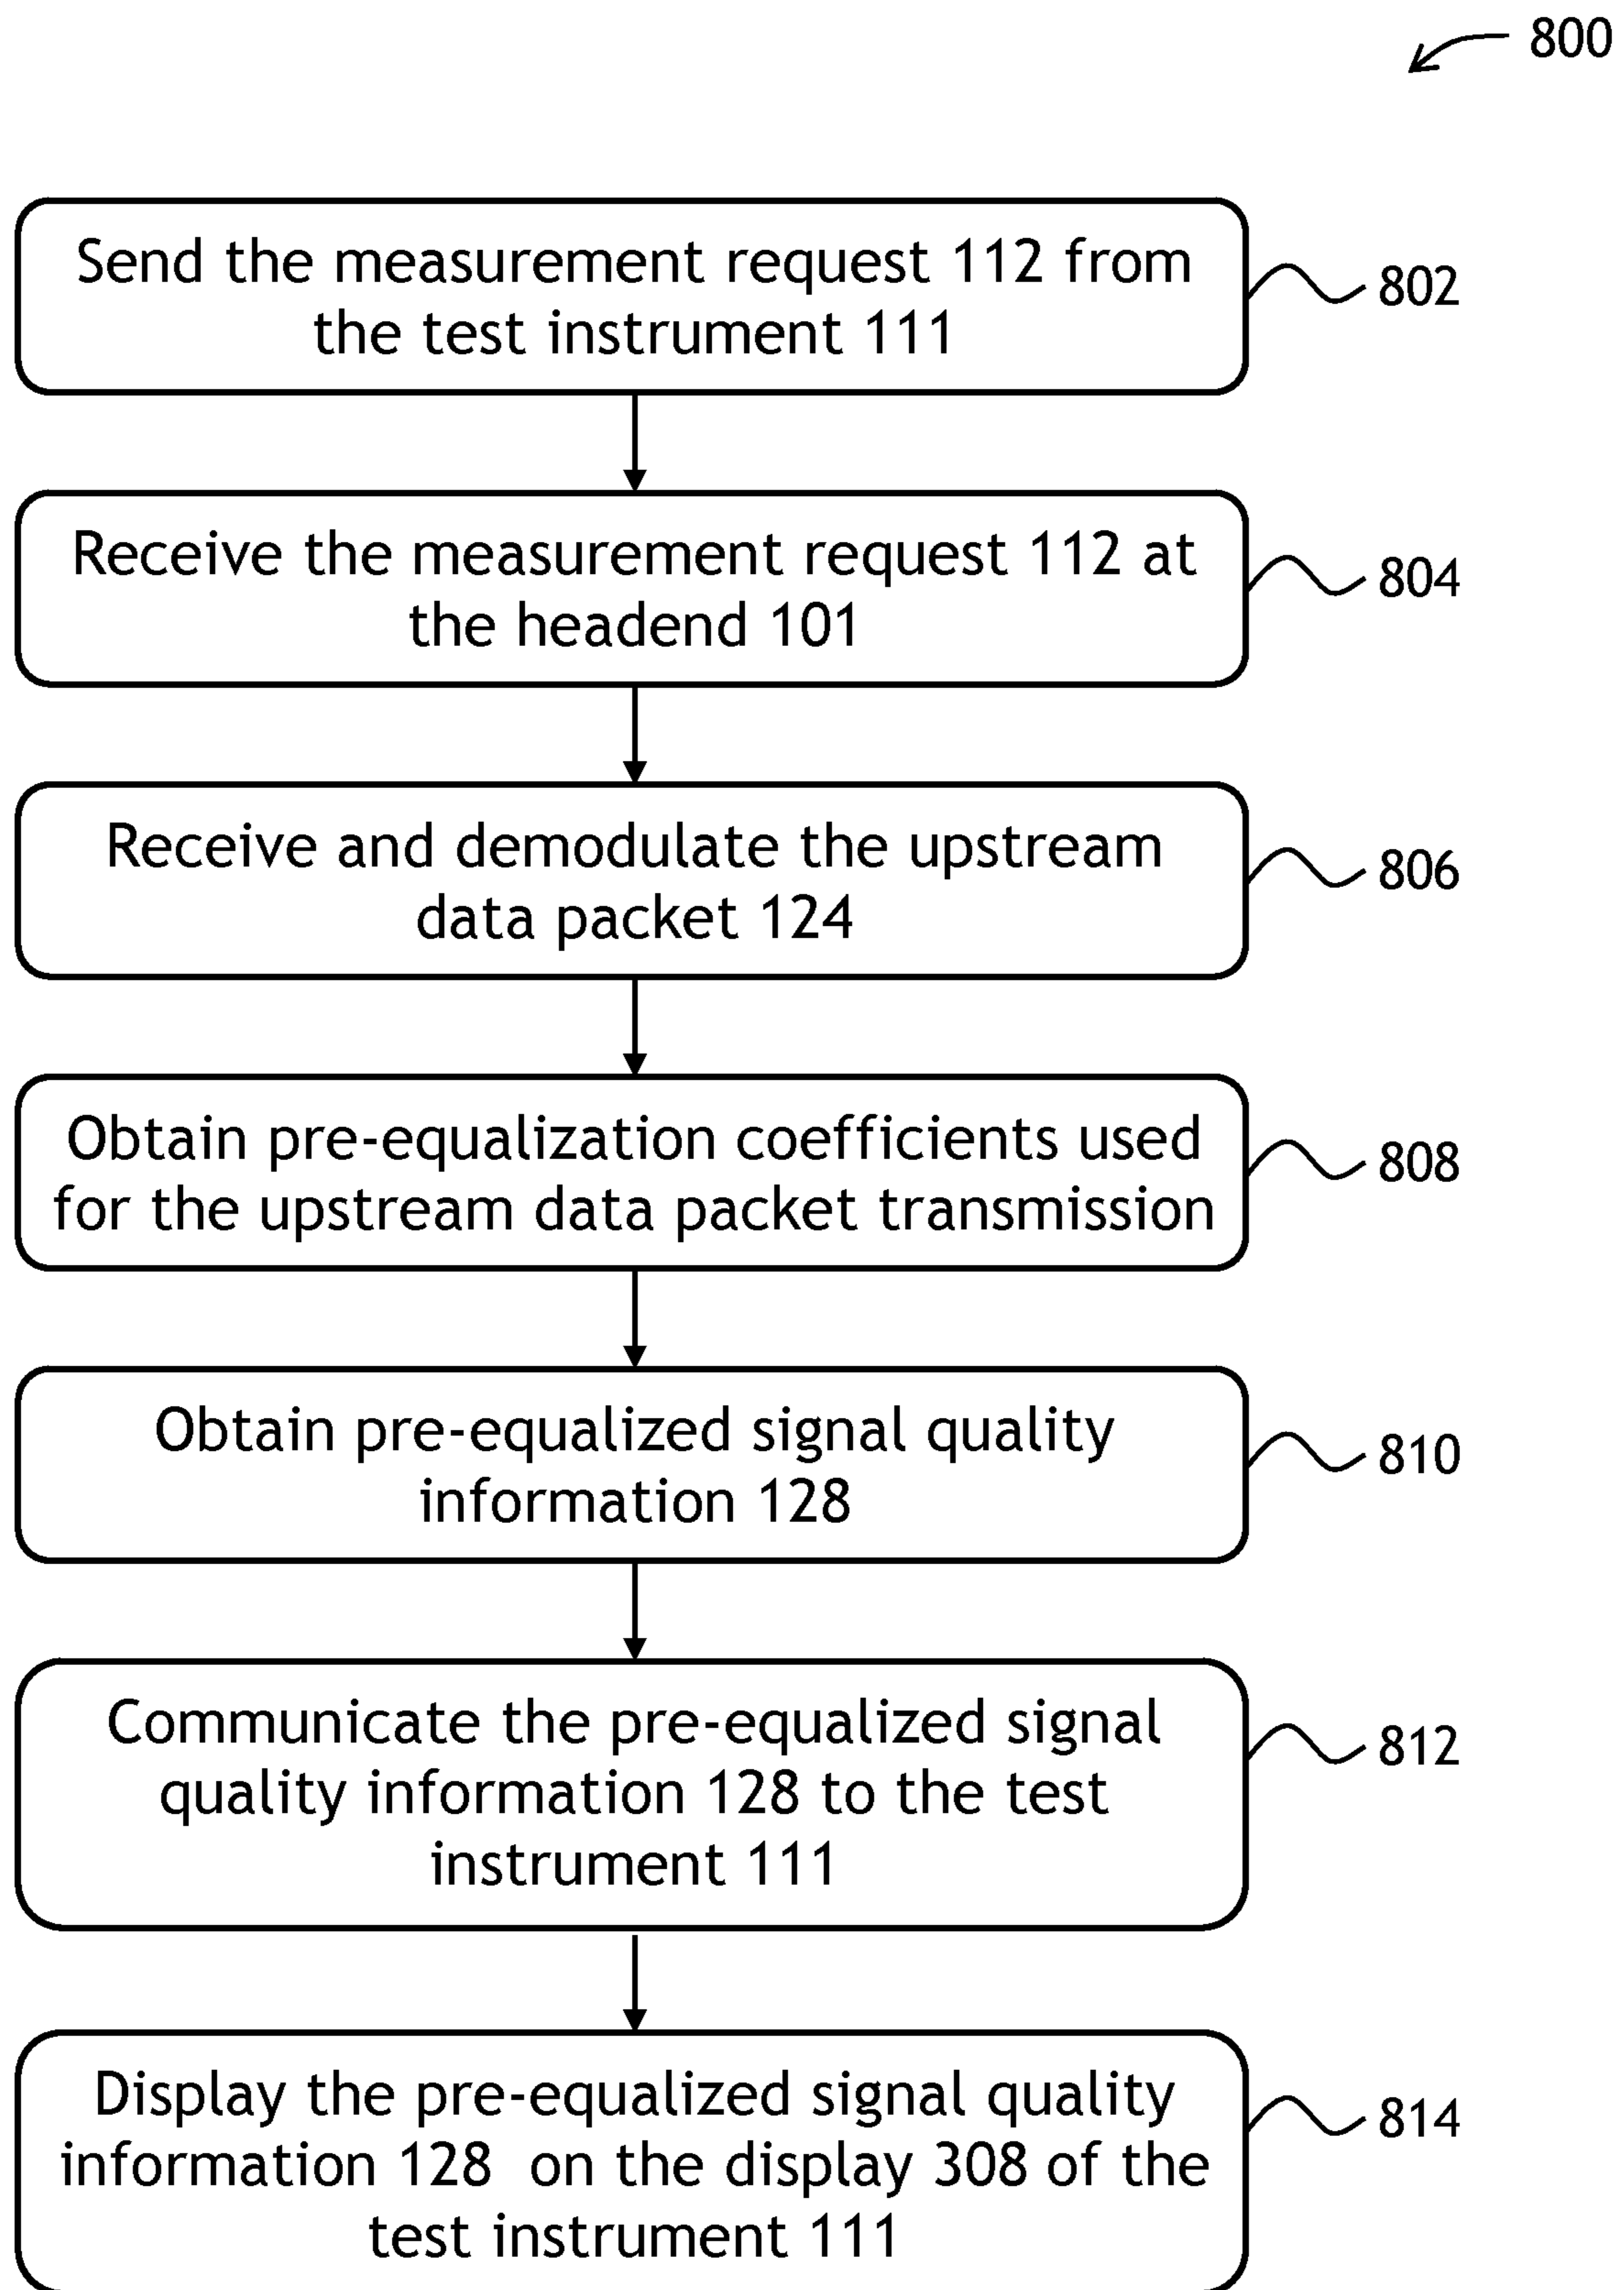 800
Send the measurement request 112 from
the test instrument 111
802
Receive the measurement request 112 at
the headend 101
804
Receive and demodulate the upstream
data packet 124
806
Obtain pre-equalization coefficients used
for the upstream data packet transmission
808
Obtain pre-equalized signal quality
information 128
810
Communicate the pre-equalized signal
quality information 128 to the test
instrument 111
812
Display the pre-equalized signal quality
information 128 on the display 308 of the
test instrument 111
814